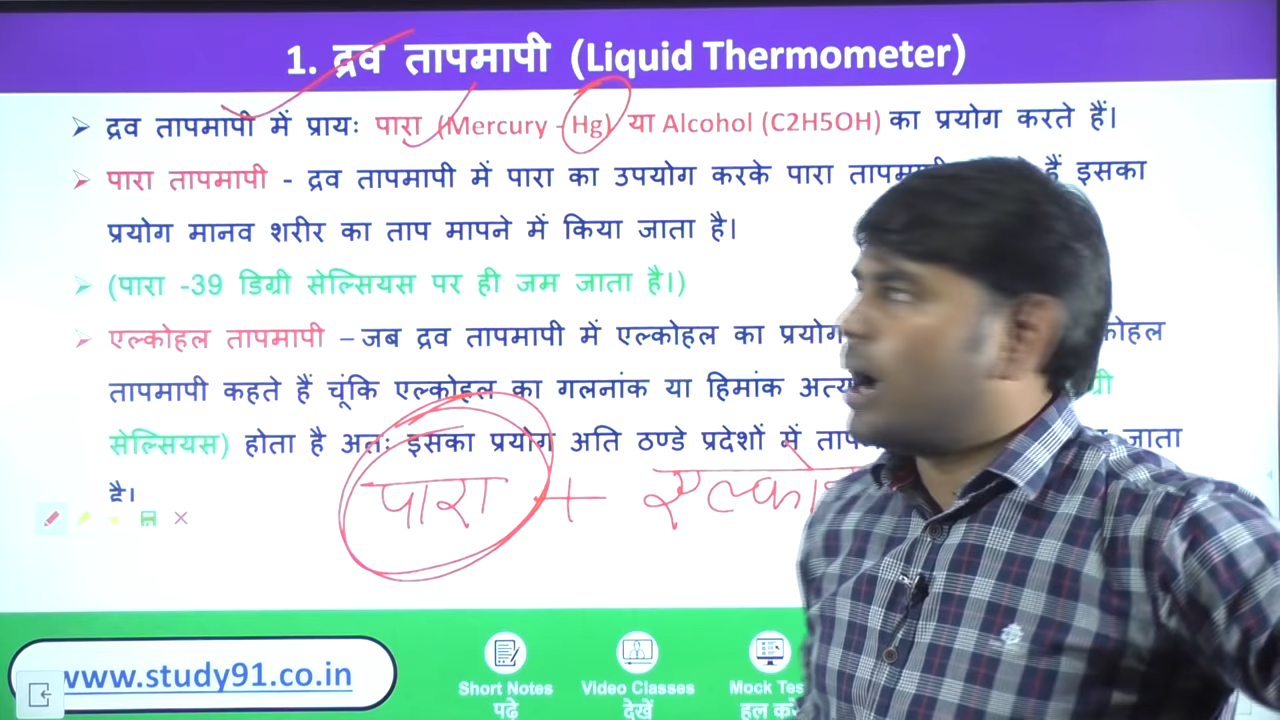 1. द्रव तापमापी (Liquid Thermometer)
द्रव तापमापी में प्रायः पारा (Mercury - Hg) या Alcohol (C2H5OH) का प्रयोग करते हैं।
पारा तापमापी - द्रव तापमापी में पारा का उपयोग करके पारा हैं इसका
प्रयोग मानव शरीर का ताप मापने में किया जाता है।
(पारा -39 डिग्री सेल्सियस पर ही जम जाता है।)
एल्कोहल तापमापी – जब द्रव तापमापी में एल्कोहल का प्रयोग
तापमापी कहते हैं चूंकि एल्कोहल का गलनांक या हिमांक
सेल्सियस) होता है अतः इसका प्रयोग अति ठण्डे प्रदेशों में जाता
है।
पारा +
www.study91.co.in
Short Notes
पढ़े
Video Classes
देखें
Mock
हल